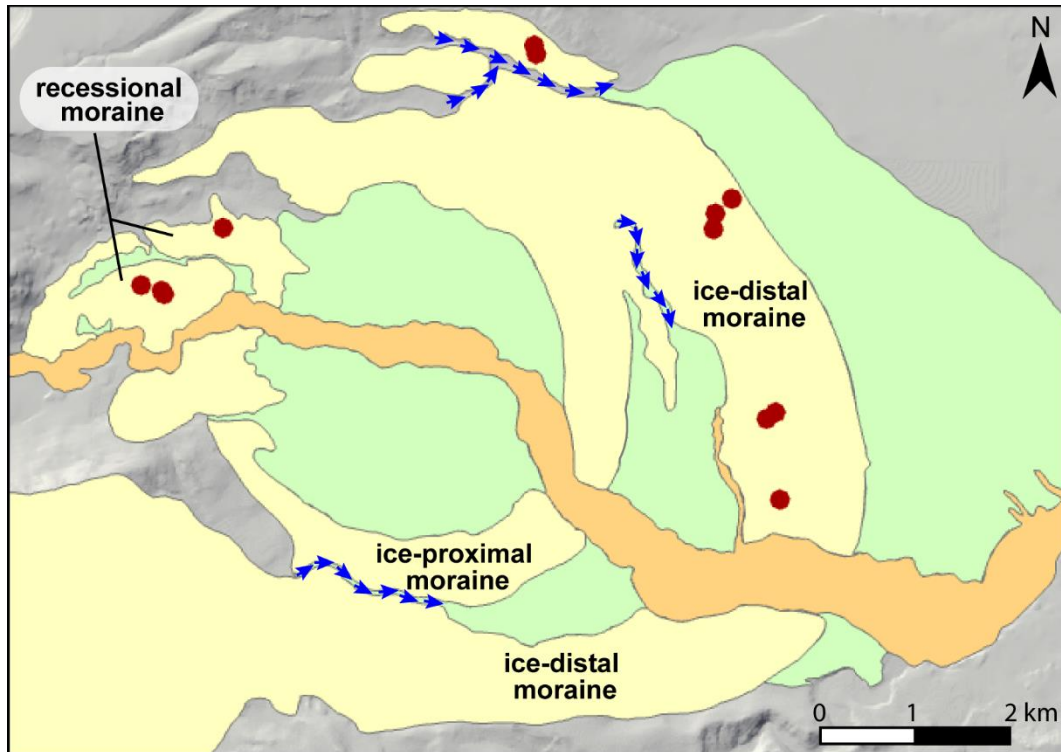 N
recessional
moraine
ice-distal
moraine
ice-proximal
moraine
ice-distal
moraine
0 1 2 km